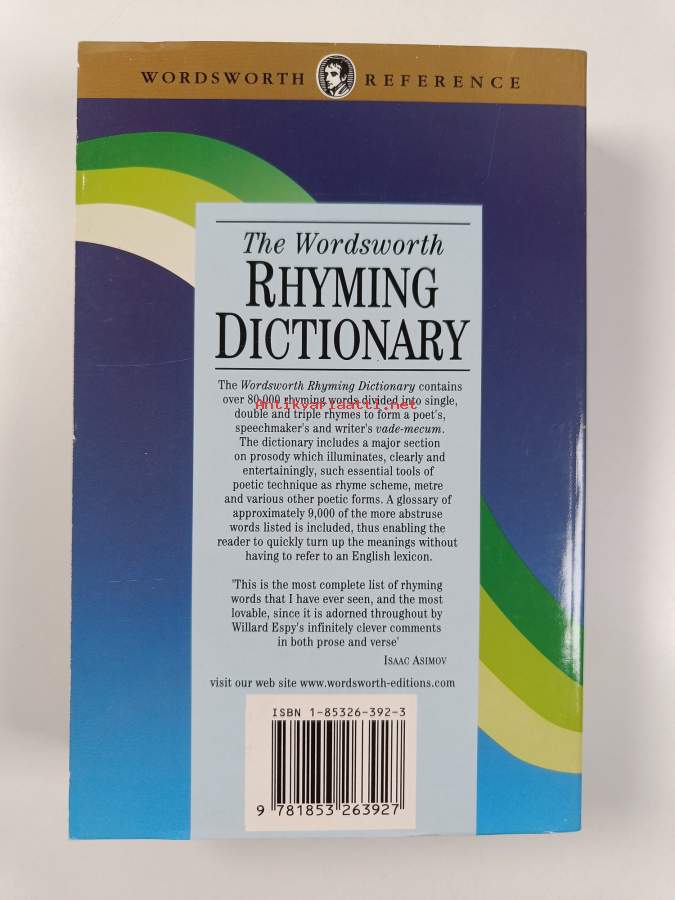 WORDSWORTH REFERENCE
The Wordsworth
RHYMING
DICTIONARY
The Wordsworth Rhyming Dictionary contains
over 80,000 rhyming words divided into single,
Antikvariaatti.net
double and triple rhymes to form a poet's,
speechmaker's and writer's vade-mecum.
The dictionary includes a major section
on prosody which illuminates, clearly and
entertainingly, such essential tools of
poetic technique as rhyme scheme, metre
and various other poetic forms. A glossary of
approximately 9,000 of the more abstruse
words listed is included, thus enabling the
reader to quickly turn up the meanings without
having to refer to an English lexicon.
'This is the most complete list of rhyming
words that I have ever seen, and the most
lovable, since it is adorned throughout by
Willard Espy's infinitely clever comments
in both prose and verse'
ISAAC ASIMOV
visit our web site www.wordsworth-editions.com
ISBN 1-85326-392-3
9 781853 263927